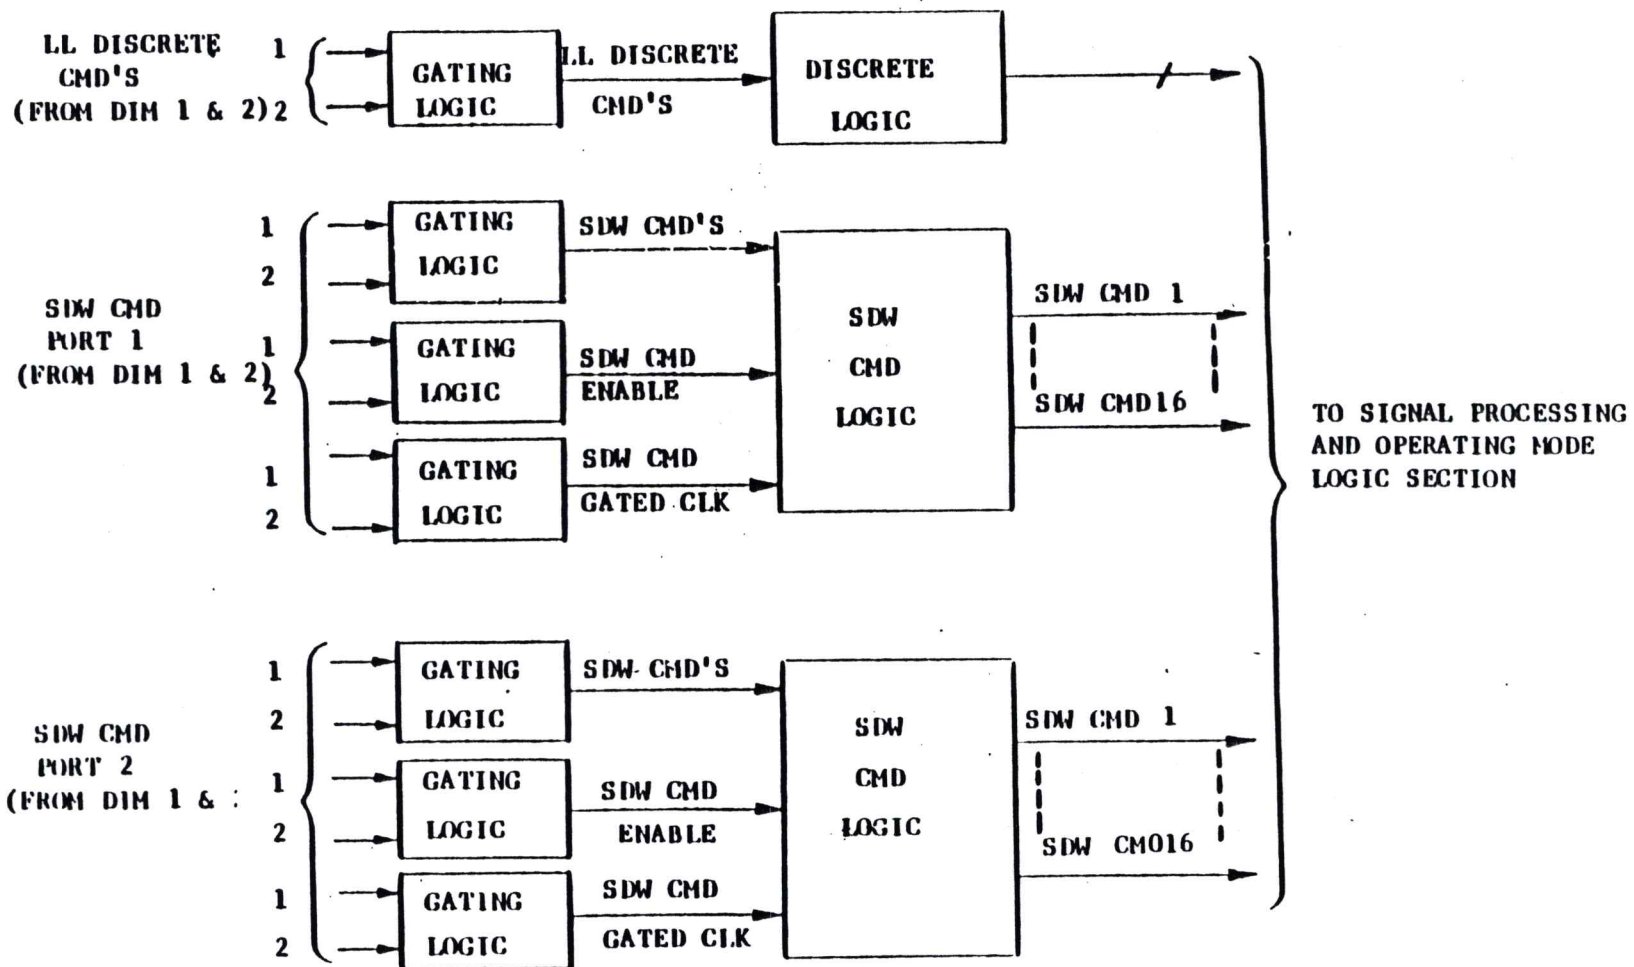 LL DISCRETE
CMD'S
(FROM DIM 1 & 2)
1
2
GATING
LOGIC
LL DISCRETE
CMD'S
DISCRETE
LOGIC
SDW CMD
PORT 1
(FROM DIM 1 & 2)
1
2
GATING
LOGIC
SDW CMD'S
1
2
GATING
LOGIC
SDW CMD
ENABLE
1
2
GATING
LOGIC
SDW CMD
GATED CLK
SDW
CMD
LOGIC
SDW CMD 1
SDW CMD16
TO SIGNAL PROCESSING
AND OPERATING MODE
LOGIC SECTION
SDW CMD
PORT 2
(FROM DIM 1 & :
1
2
GATING
LOGIC
SDW CMD'S
1
2
GATING
LOGIC
SDW CMD
ENABLE
1
2
GATING
LOGIC
SDW CMD
GATED CLK
SDW
CMD
LOGIC
SDW CMD 1
SDW CMO16